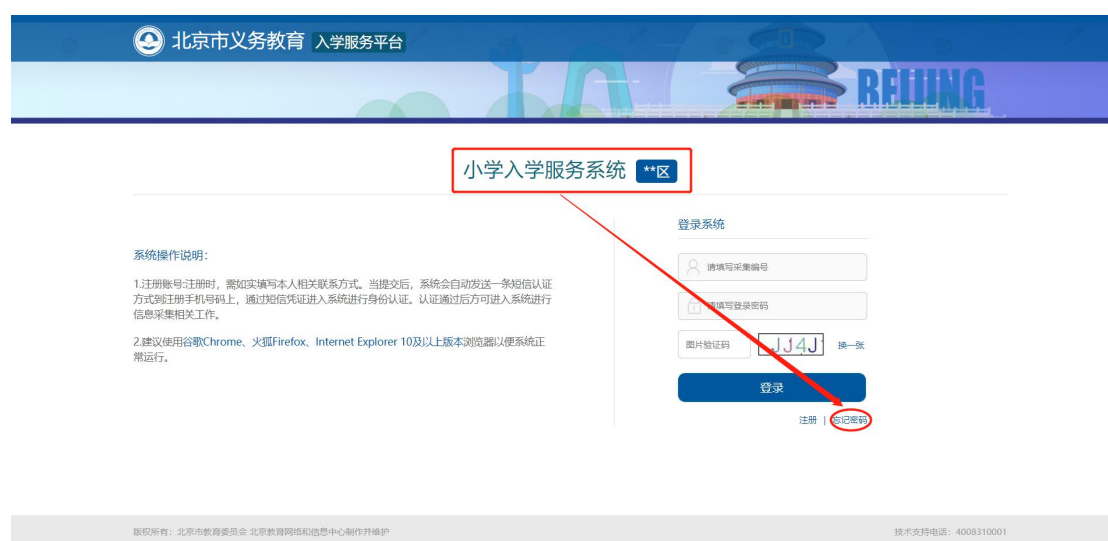 北京市义务教育 入学服务平台
BEIJING
小学入学服务系统 **区
登录系统
请填写采集编号
请填写登录密码
图片验证码 JJ4J 换一张
登录
注册 | 忘记密码
系统操作说明：
1.注册账号:注册时，需如实填写本人相关联系方式。当提交后，系统会自动发送一条短信认证
方式到注册手机号码上，通过短信凭证进入系统进行身份认证。认证通过后方可进入系统进行
信息采集相关工作。
2.建议使用谷歌Chrome、火狐Firefox、Internet Explorer 10及以上版本浏览器以便系统正
常运行。
版权所有：北京市教育委员会 北京教育网络和信息中心制作并维护
技术支持电话：4008310001